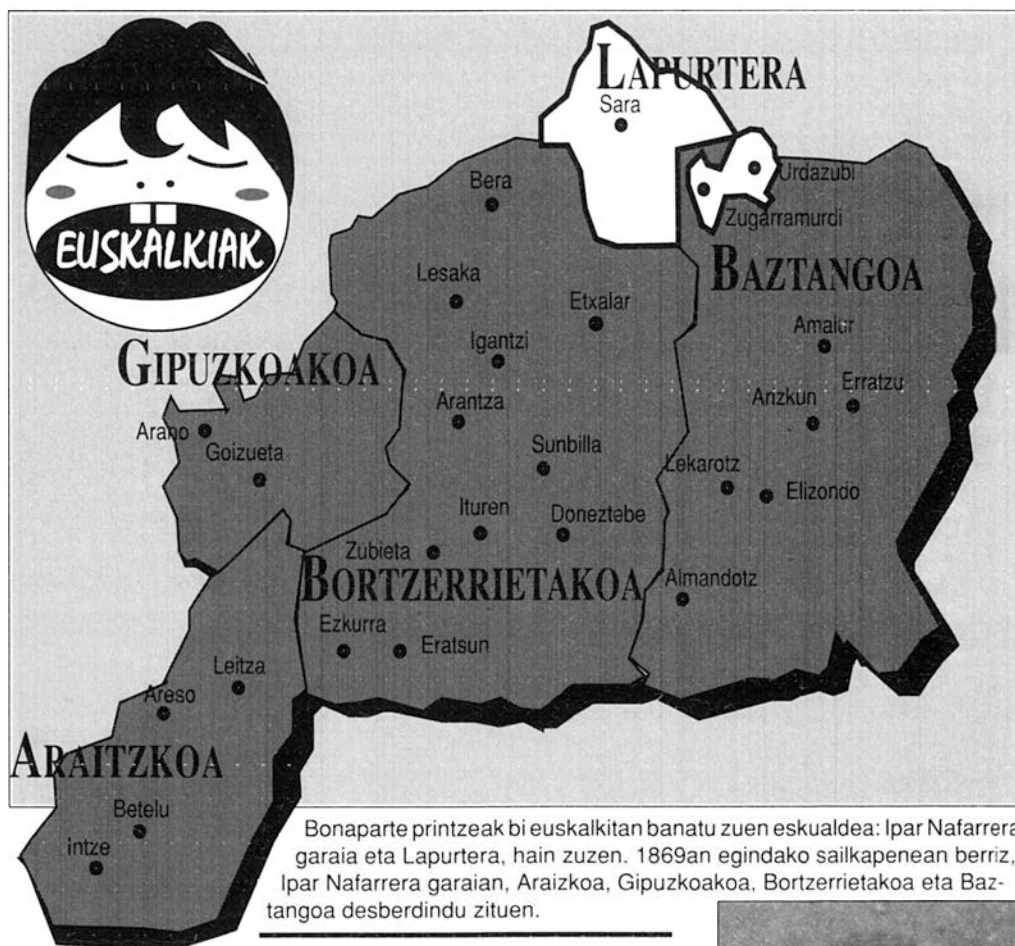 LAPURTERA
Sara
Urdazubi
Zugarramurdi
EUSKALKIAK
Bera
BAZTANGOA
Lesaka
Etxalar
Igantzi
Amaiur
GIPUZKOAKOA
Erratzu
Arizkun
Arantza
Arano
Goizueta
Sunbilla
Lekarotz
Elizondo
Ituren
Doneztebe
Zubieta
BORTZERRIETAKOA
Almandotz
Ezkurra
Eratsun
Leitza
Areso
ARAITZKOA
Betelu
Intze
Bonaparte printzeak bi euskalkitan banatu zuen eskualdea: Ipar Nafarrera
garaia eta Lapurtera, hain zuzen. 1869an egindako sailkapenean berriz,
Ipar Nafarrera garaian, Araizkoa, Gipuzkoakoa, Bortzerrietakoa eta Baz-
tangoa desberdindu zituen.